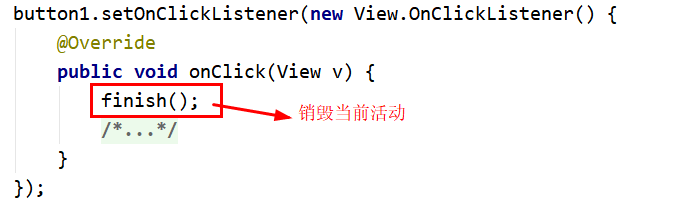 button1.setOnClickListener(new View.OnClickListener() {
@Override
public void onClick(View v) {
finish();
销毁当前活动
/*...*/
}
});